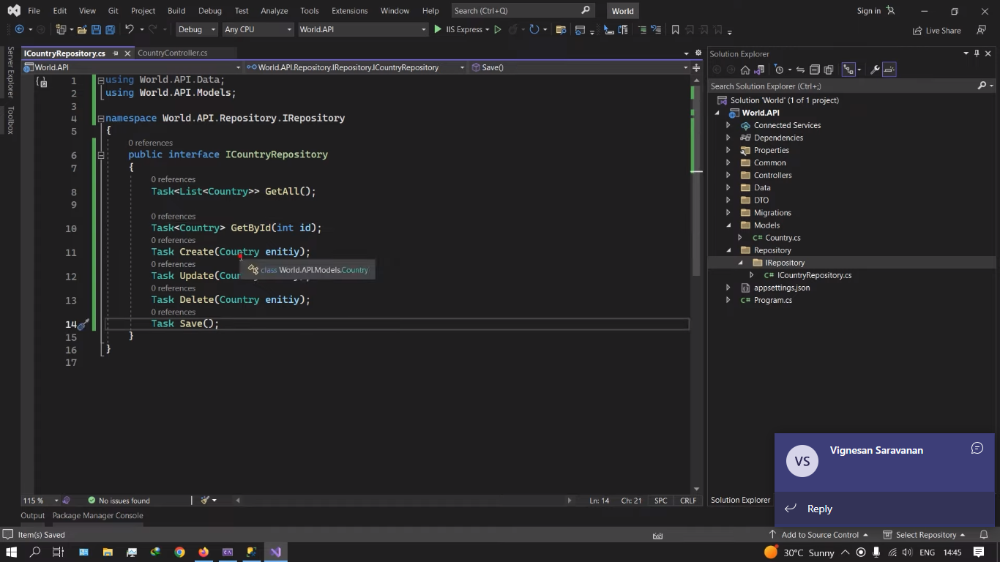 File Edit View Git Project Build Debug Test Analyze Tools Extensions Window Help Search (Ctrl+Q) World Sign in
Debug Any CPU World.API IIS Express Live Share
ICountryRepository.cs CountryController.cs
World.API World.API.Repository.IRepository.ICountryRepository Save()
Server Explorer
Toolbox
1 using World.API.Data;
2 using World.API.Models;
3
4 namespace World.API.Repository.IRepository
5 {
0 references
6 public interface ICountryRepository
7 {
0 references
8 Task<List<Country>> GetAll();
9
0 references
10 Task<Country> GetById(int id);
0 references
11 Task Create(Country enitiy);
0 references
12 Task Update(Cou
class World.API.Models.Country
0 references
13 Task Delete(Country enitiy);
0 references
14 Task Save();
15 }
16 }
17
Solution Explorer
Search Solution Explorer (Ctrl+;)
Solution 'World' (1 of 1 project)
World.API
Connected Services
Dependencies
Properties
Common
Controllers
Data
DTO
Migrations
Models
C# Country.cs
Repository
IRepository
C# ICountryRepository.cs
appsettings.json
C# Program.cs
VS
Vignesan Saravanan
Reply
115 % No issues found Ln: 14 Ch: 21 SPC CRLF
Solution Explorer
Output Package Manager Console
Item(s) Saved Add to Source Control Select Repository
30°C Sunny ENG 14:45